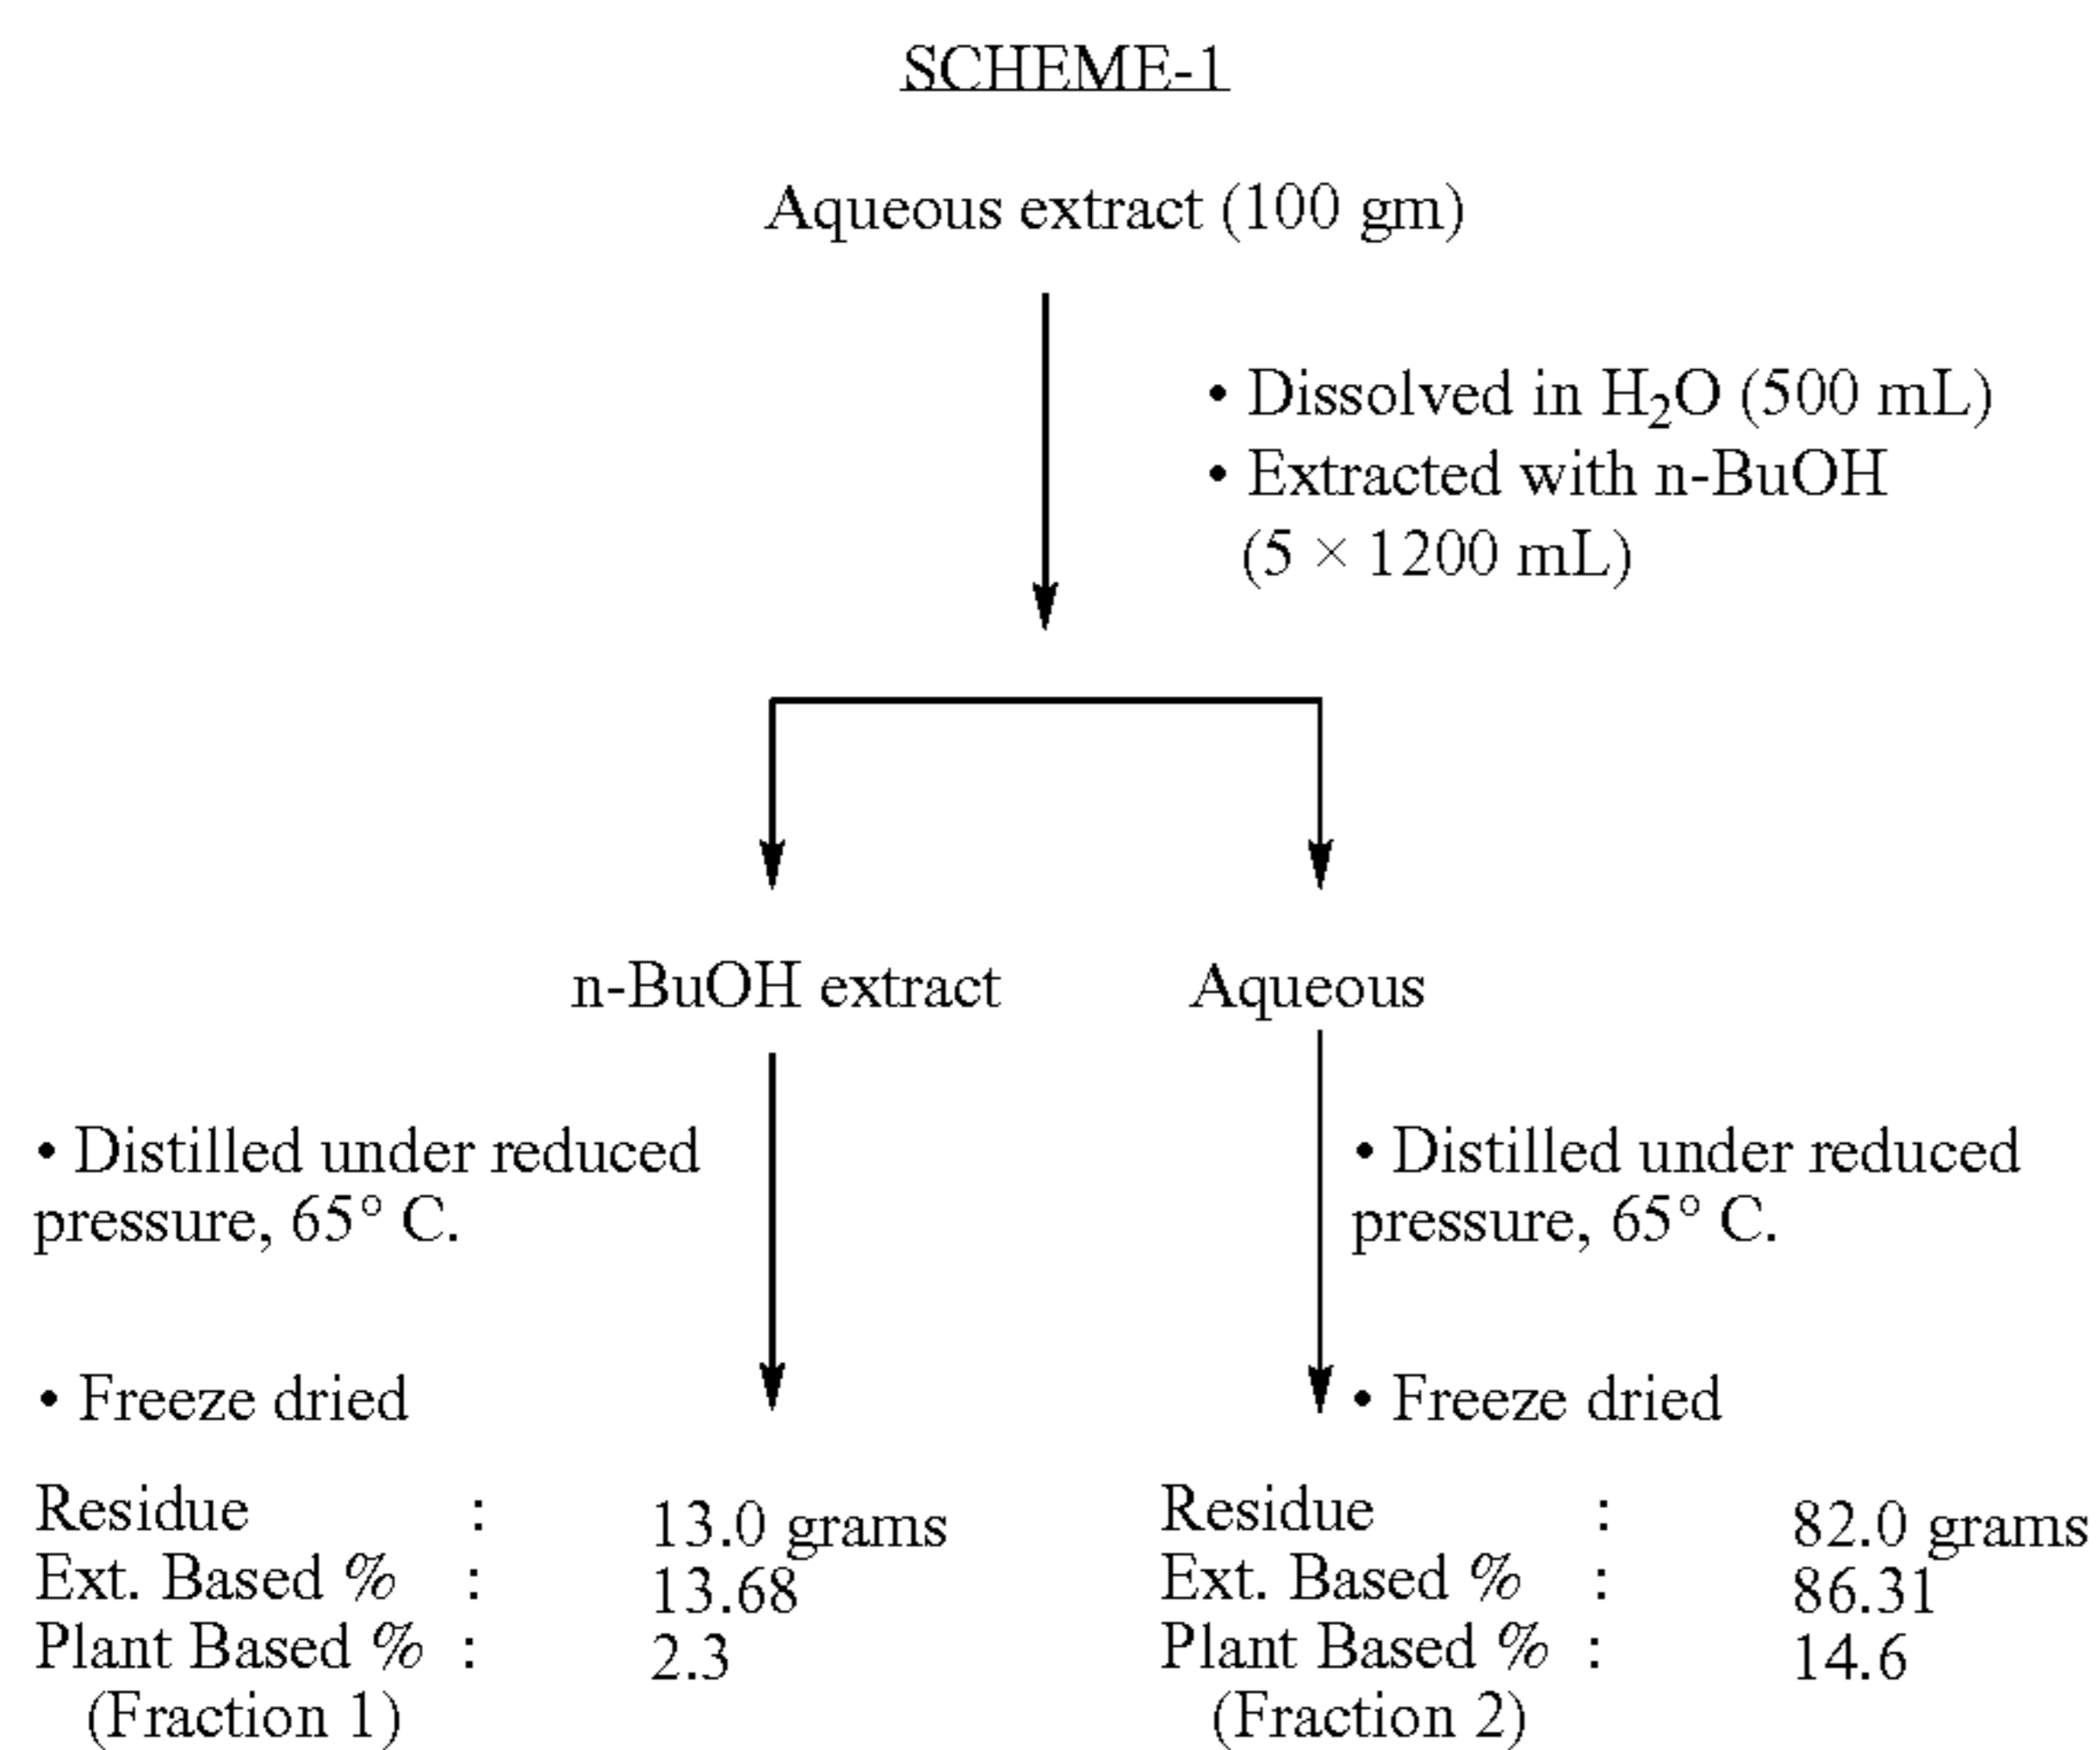 SCHEME-1
Aqueous extract (100 gm)
• Dissolved in H₂O (500 mL)
• Extracted with n-BuOH
(5 × 1200 mL)
n-BuOH extract
Aqueous
• Distilled under reduced
pressure, 65° C.
• Freeze dried
Residue : 13.0 grams
Ext. Based % : 13.68
Plant Based % : 2.3
(Fraction 1)
• Distilled under reduced
pressure, 65° C.
• Freeze dried
Residue : 82.0 grams
Ext. Based % : 86.31
Plant Based % : 14.6
(Fraction 2)